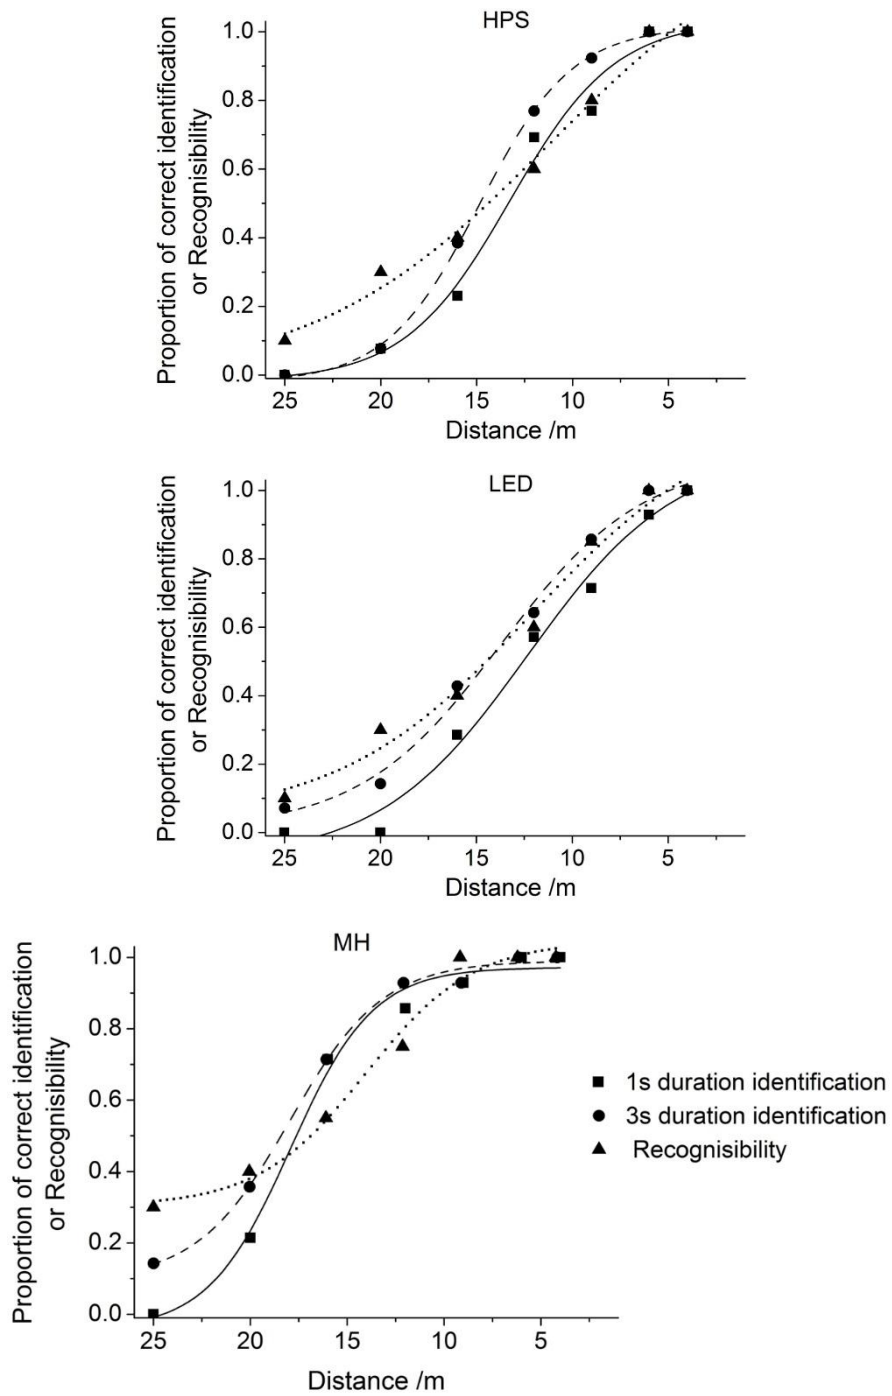 HPS
Proportion of correct identification
or Recognisibility
1.0
0.8
0.6
0.4
0.2
0.0
25 20 15 10 5
Distance /m
LED
Proportion of correct identification
or Recognisibility
1.0
0.8
0.6
0.4
0.2
0.0
25 20 15 10 5
Distance /m
MH
Proportion of correct identification
or Recognisibility
1.0
0.8
0.6
0.4
0.2
0.0
25 20 15 10 5
Distance /m
1s duration identification
3s duration identification
Recognisibility